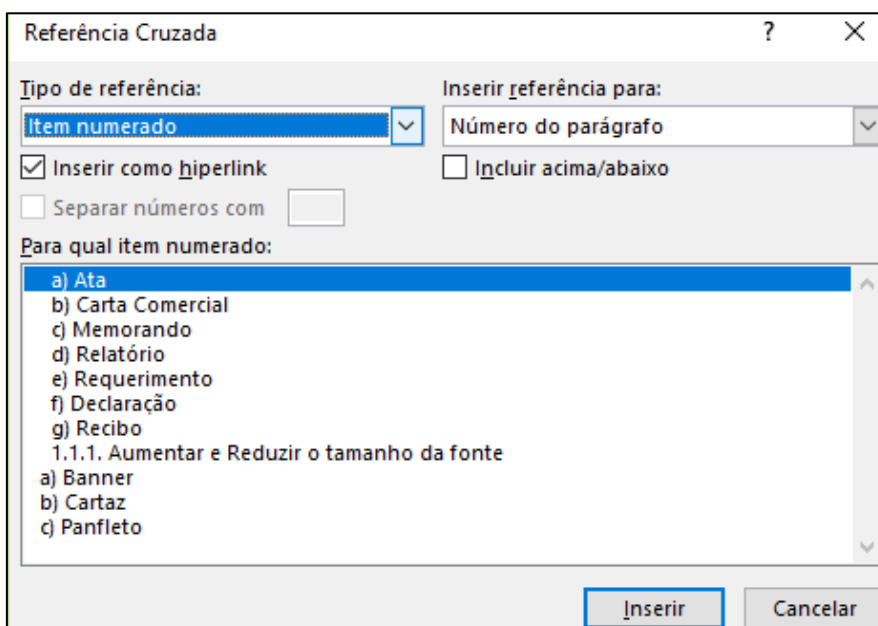 Referência Cruzada ? X
Tipo de referência: Inserir referência para:
Item numerado Número do parágrafo
Inserir como hiperlink Incluir acima/abaixo
Separar números com
Para qual item numerado:
a) Ata
b) Carta Comercial
c) Memorando
d) Relatório
e) Requerimento
f) Declaração
g) Recibo
1.1.1. Aumentar e Reduzir o tamanho da fonte
a) Banner
b) Cartaz
c) Panfleto
Inserir Cancelar